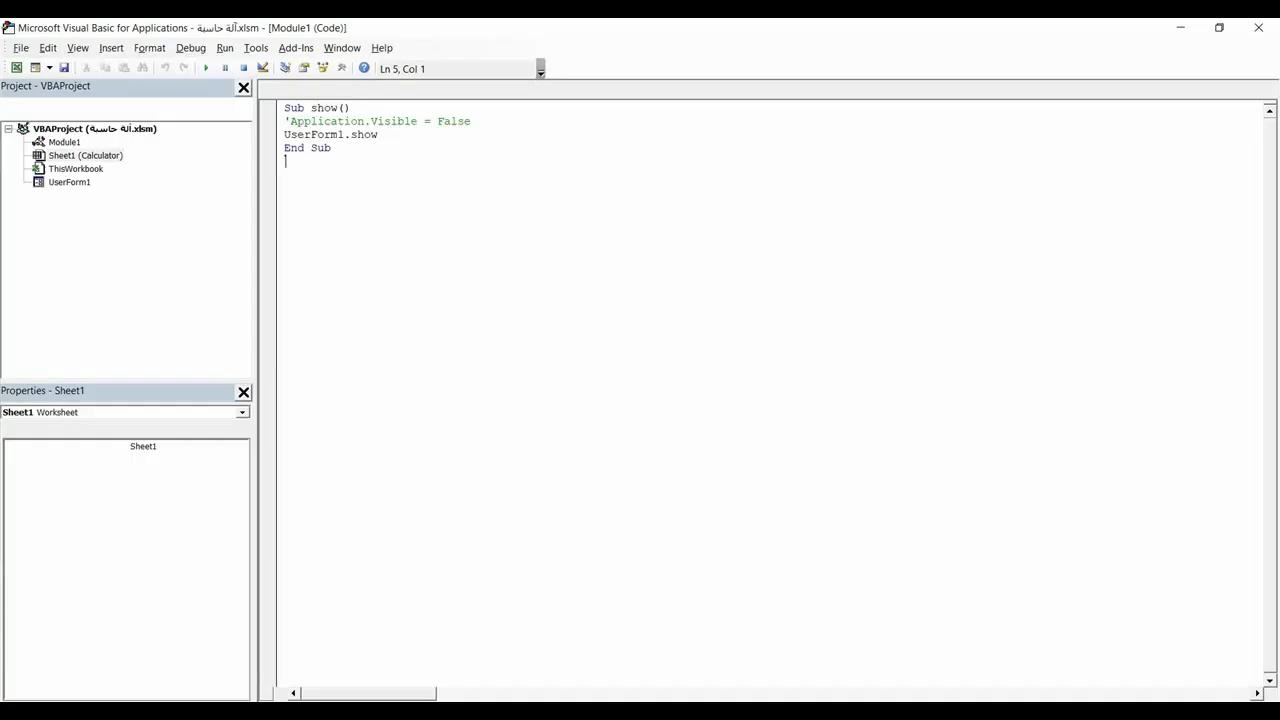 Microsoft Visual Basic for Applications - آلة حاسبة.xlsm - [Module1 (Code)]
File Edit View Insert Format Debug Run Tools Add-Ins Window Help
Ln 5, Col 1
Project - VBAProject
VBAProject (آلة حاسبة.xlsm)
Module1
Sheet1 (Calculator)
ThisWorkbook
UserForm1
Properties - Sheet1
Sheet1 Worksheet
Sheet1
Sub show()
'Application.Visible = False
UserForm1.show
End Sub